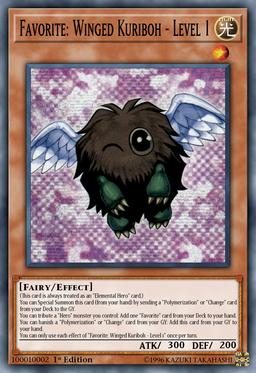 FAVORITE: WINGED KURIBOH - LEVEL 1
LIGHT
光
[FAIRY/EFFECT]
(This card is always treated as an "Elemental Hero" card.)
You can Special Summon this card (from your hand) by sending a "Polymerization" or "Change" card
from your Deck to the GY.
You can tribute a "Hero" monster you control: Add one "Favorite" card from your Deck to your hand.
You can banish a "Polymerization" or "Change" card from your GY: Add this card from your GY to
your hand.
You can only use each effect of "Favorite: Winged Kuriboh - Level 1" once per turn.
ATK/ 300 DEF/ 200
100010002 1st Edition ©1996 KAZUKI TAKAHASHI